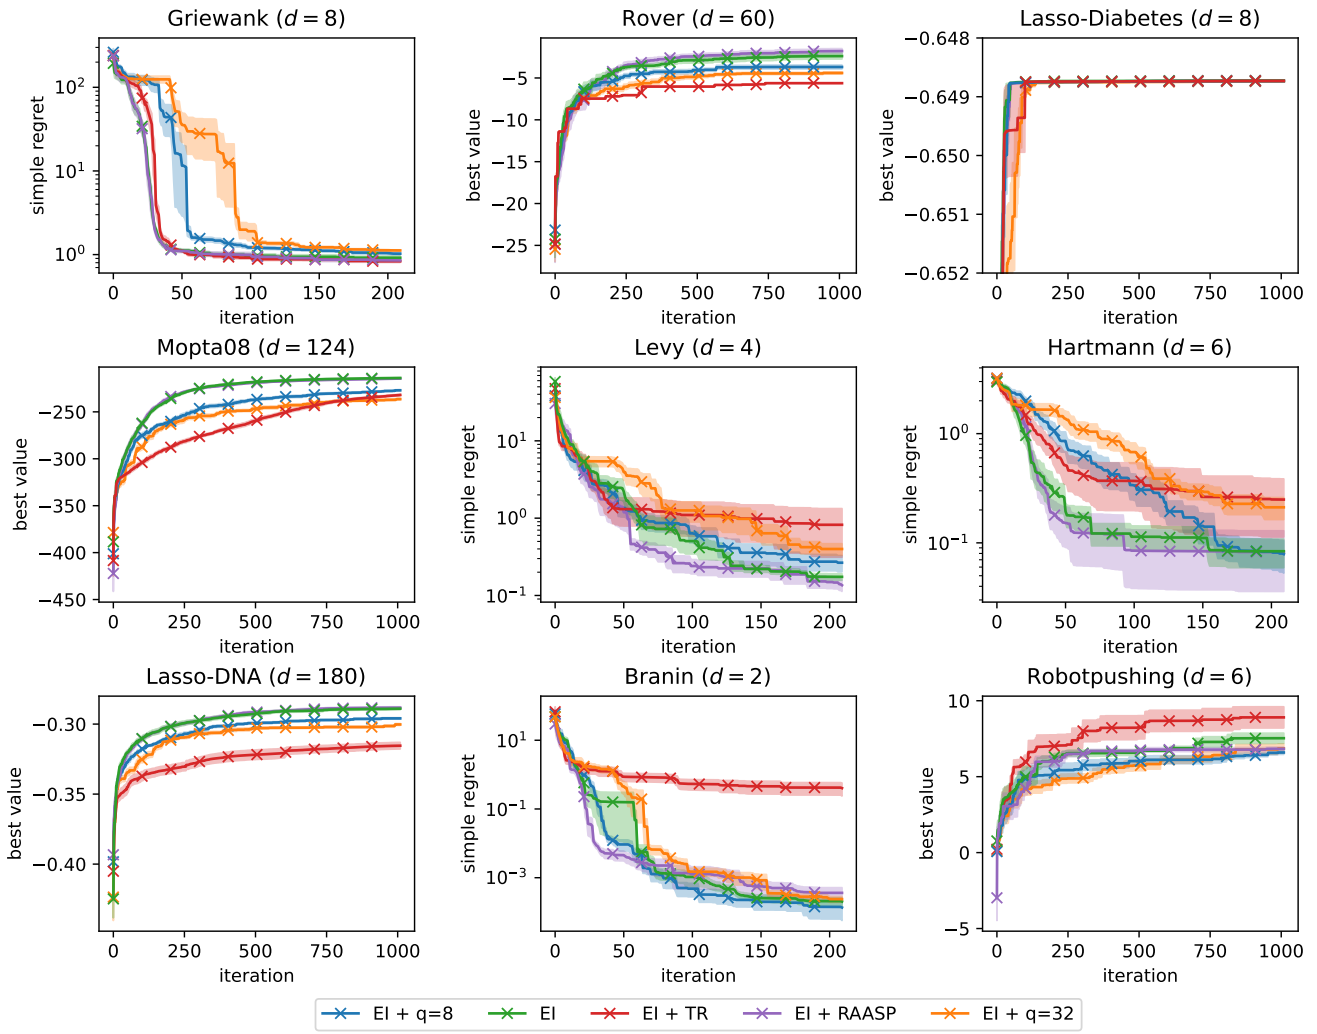 Griewank (d = 8)
Rover (d = 60)
Lasso-Diabetes (d = 8)
simple regret
10²
10¹
10⁰
0 50 100 150 200
iteration
best value
−5
−10
−15
−20
−25
0 250 500 750 1000
iteration
best value
−0.648
−0.649
−0.650
−0.651
−0.652
0 250 500 750 1000
iteration
Mopta08 (d = 124)
Levy (d = 4)
Hartmann (d = 6)
best value
−250
−300
−350
−400
−450
0 250 500 750 1000
iteration
simple regret
10¹
10⁰
10⁻¹
0 50 100 150 200
iteration
simple regret
10⁰
10⁻¹
0 50 100 150 200
iteration
Lasso-DNA (d = 180)
Branin (d = 2)
Robotpushing (d = 6)
best value
−0.30
−0.35
−0.40
0 250 500 750 1000
iteration
simple regret
10¹
10⁻¹
10⁻³
0 50 100 150 200
iteration
best value
10
5
0
−5
0 250 500 750 1000
iteration
EI + q=8 EI EI + TR EI + RAASP EI + q=32